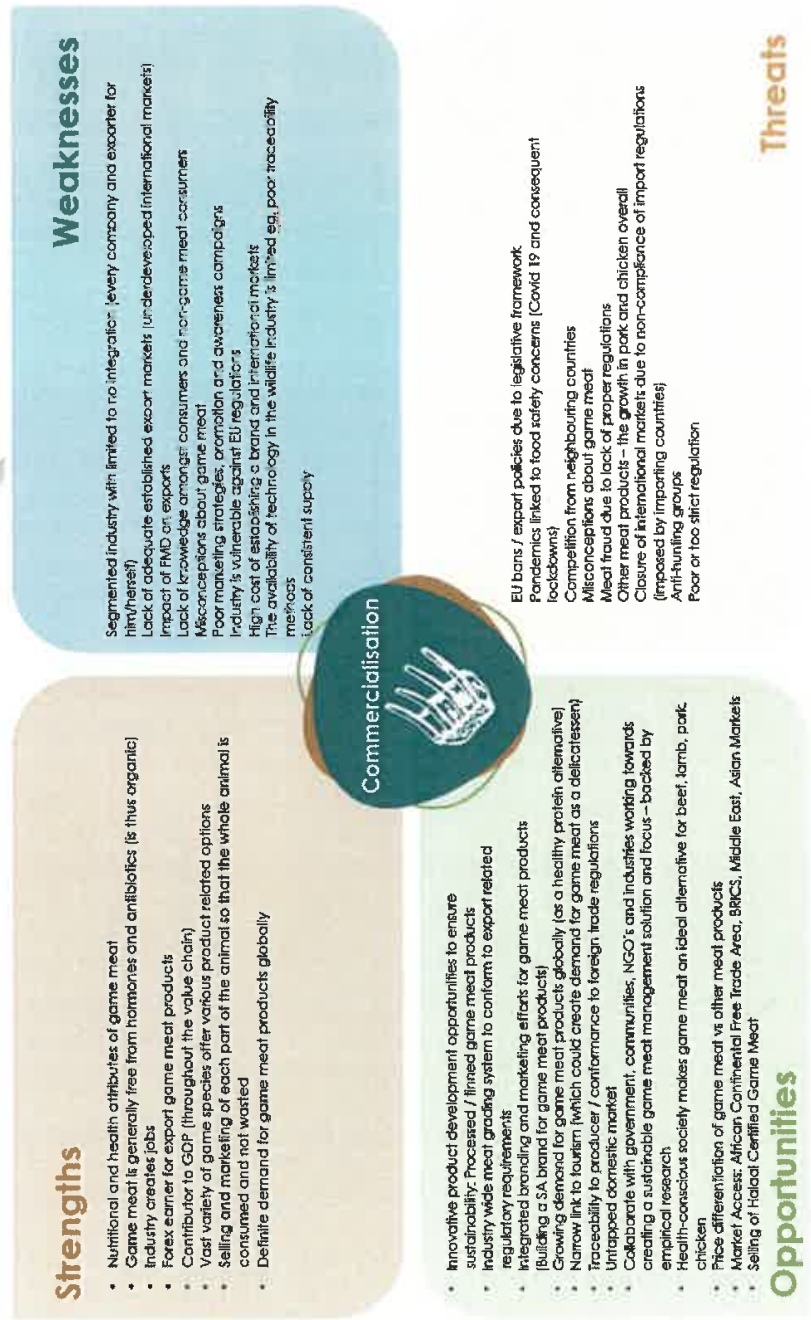 Strengths
• Nutritional and health attributes of game meat
• Game meat is generally free from hormones and antibiotics (is thus organic)
• Industry creates jobs
• Forex earner for export game meat products
• Contributor to GDP (throughout the value chain)
• Vast variety of game species offer various product related options
• Selling and marketing of each part of the animal so that the whole animal is
consumed and not wasted
• Definite demand for game meat products globally
Weaknesses
Segmented industry with limited to no integration (every company and exporter for
him/herself)
Lack of adequate established export markets (underdeveloped international markets)
Impact of FMD on exports
Lack of knowledge amongst consumers and non-game meat consumers
Misconceptions about game meat
Poor marketing strategies, promotion and awareness campaigns
Industry is vulnerable against EU regulations
High cost of establishing a brand and international markets
The availability of technology in the wildlife industry is limited eg. poor traceability
methods
Lack of consistent supply
Commercialisation
• Innovative product development opportunities to ensure
sustainability: Processed / tinned game meat products
• Industry wide meat grading system to conform to export related
regulatory requirements
• Integrated branding and marketing efforts for game meat products
(Building a SA brand for game meat products)
• Growing demand for game meat products globally (as a healthy protein alternative)
• Narrow link to tourism (which could create demand for game meat as a delicatessen)
• Traceability to producer / conformance to foreign trade regulations
• Untapped domestic market
• Collaborate with government, communities, NGO's and industries working towards
creating a sustainable game meat management solution and focus – backed by
empirical research
• Health-conscious society makes game meat an ideal alternative for beef, lamb, pork,
chicken
• Price differentiation of game meat vs other meat products
• Market Access: African Continental Free Trade Area, BRICS, Middle East, Asian Markets
• Selling of Halaal Certified Game Meat
Opportunities
EU bans / export policies due to legislative framework
Pandemics linked to food safety concerns (Covid 19 and consequent
lockdowns)
Competition from neighbouring countries
Misconceptions about game meat
Meat fraud due to lack of proper regulations
Other meat products – the growth in pork and chicken overall
Closure of international markets due to non-compliance of import regulations
(imposed by importing countries)
Anti-hunting groups
Poor or too strict regulation
Threats